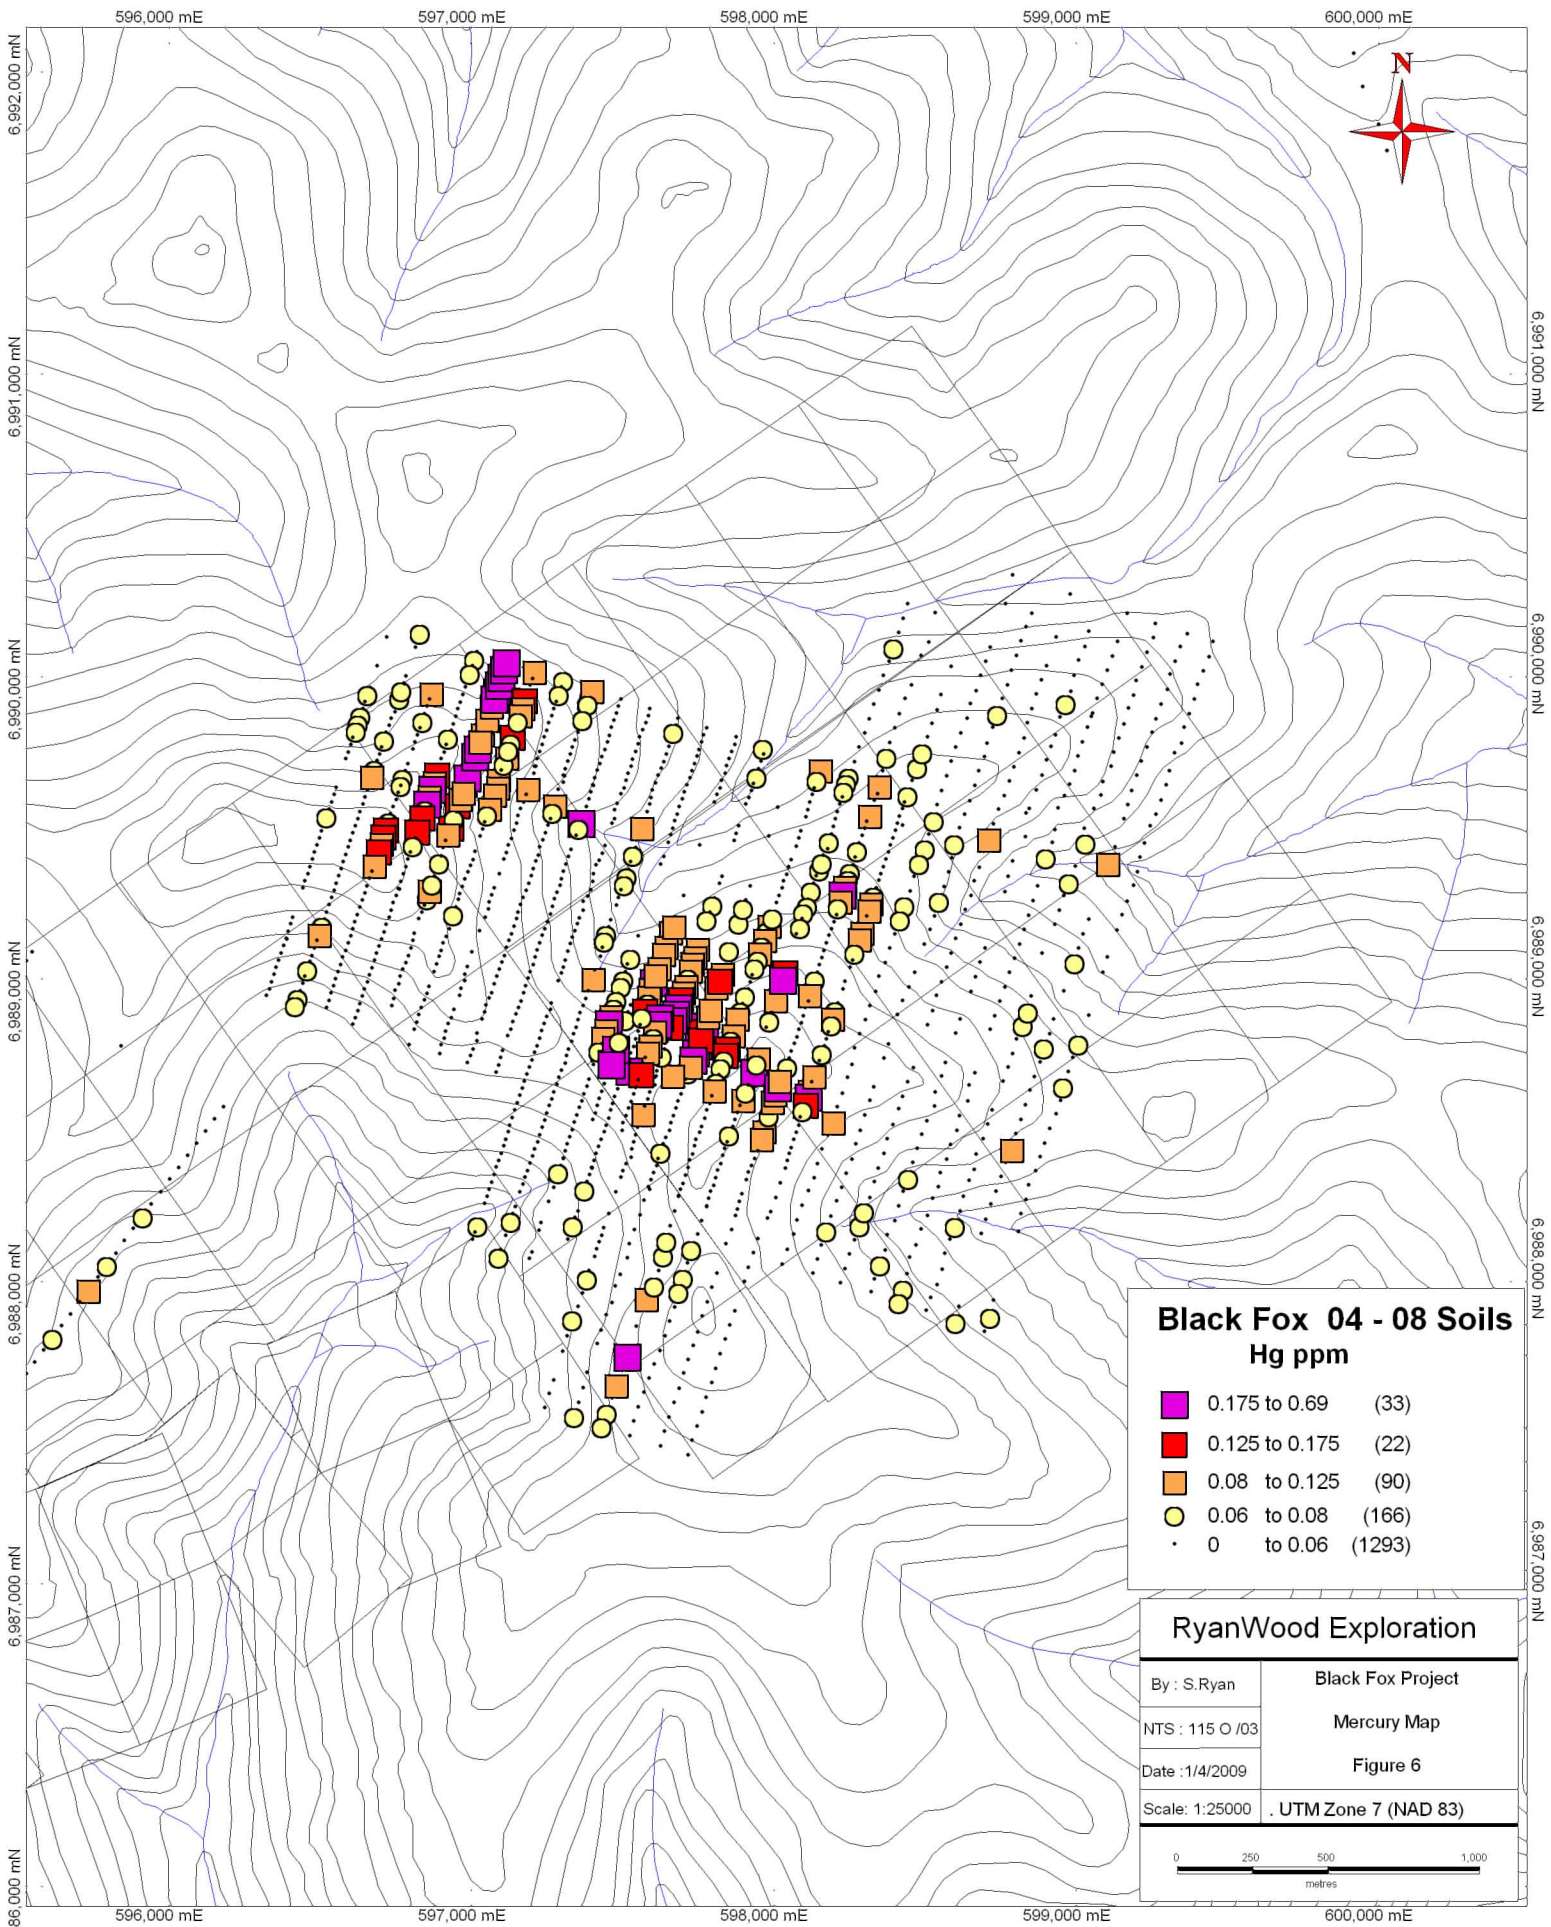 596,000 mE
597,000 mE
598,000 mE
599,000 mE
600,000 mE
6,992,000 mN
6,991,000 mN
6,990,000 mN
6,989,000 mN
6,988,000 mN
6,987,000 mN
86,000 mN
N
6,991,000 mN
6,990,000 mN
6,989,000 mN
6,988,000 mN
6,987,000 mN
Black Fox 04 - 08 Soils
Hg ppm
0.175 to 0.69 (33)
0.125 to 0.175 (22)
0.08 to 0.125 (90)
0.06 to 0.08 (166)
0 to 0.06 (1293)
RyanWood Exploration
By : S.Ryan
Black Fox Project
NTS : 115 O /03
Mercury Map
Date :1/4/2009
Figure 6
Scale: 1:25000
. UTM Zone 7 (NAD 83)
0 250 500 1,000
metres
596,000 mE
597,000 mE
598,000 mE
599,000 mE
600,000 mE